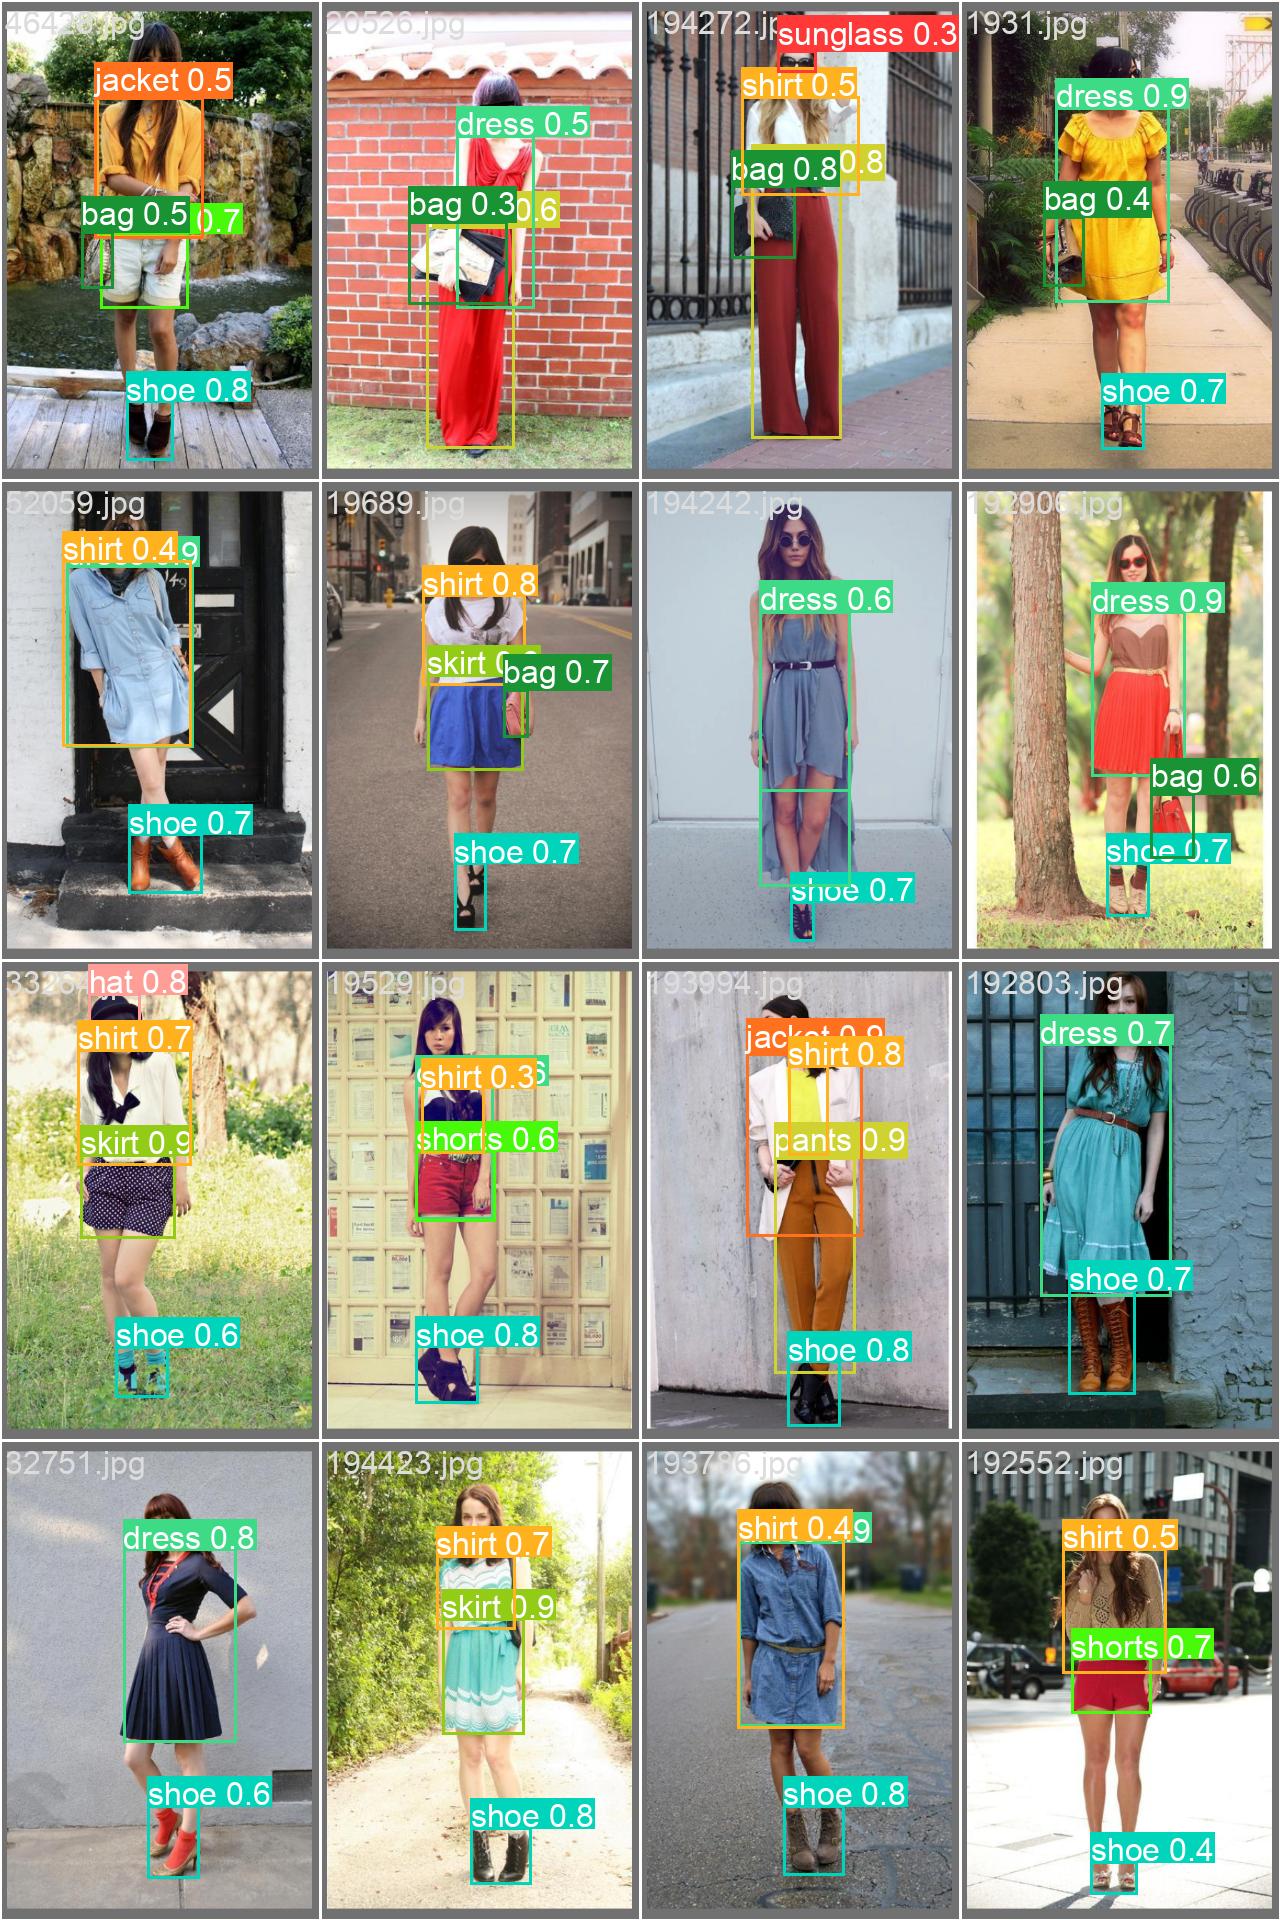 46428.jpg
jacket 0.5
bag 0.5
0.7
shoe 0.8
20526.jpg
dress 0.5
bag 0.3
0.6
194272.jpg
sunglass 0.3
shirt 0.5
bag 0.8
0.8
1931.jpg
dress 0.9
bag 0.4
shoe 0.7
52059.jpg
shirt 0.4
shoe 0.7
19689.jpg
shirt 0.8
skirt
bag 0.7
shoe 0.7
194242.jpg
dress 0.6
shoe 0.7
192906.jpg
dress 0.9
bag 0.6
shoe 0.7
hat 0.8
shirt 0.7
skirt 0.9
shoe 0.6
19529.jpg
shirt 0.3
shorts 0.6
shoe 0.8
193994.jpg
jacket 0.9
shirt 0.8
pants 0.9
shoe 0.8
192803.jpg
dress 0.7
shoe 0.7
32751.jpg
dress 0.8
shoe 0.6
194423.jpg
shirt 0.7
skirt 0.9
shoe 0.8
193786.jpg
shirt 0.4
shoe 0.8
192552.jpg
shirt 0.5
shorts 0.7
shoe 0.4